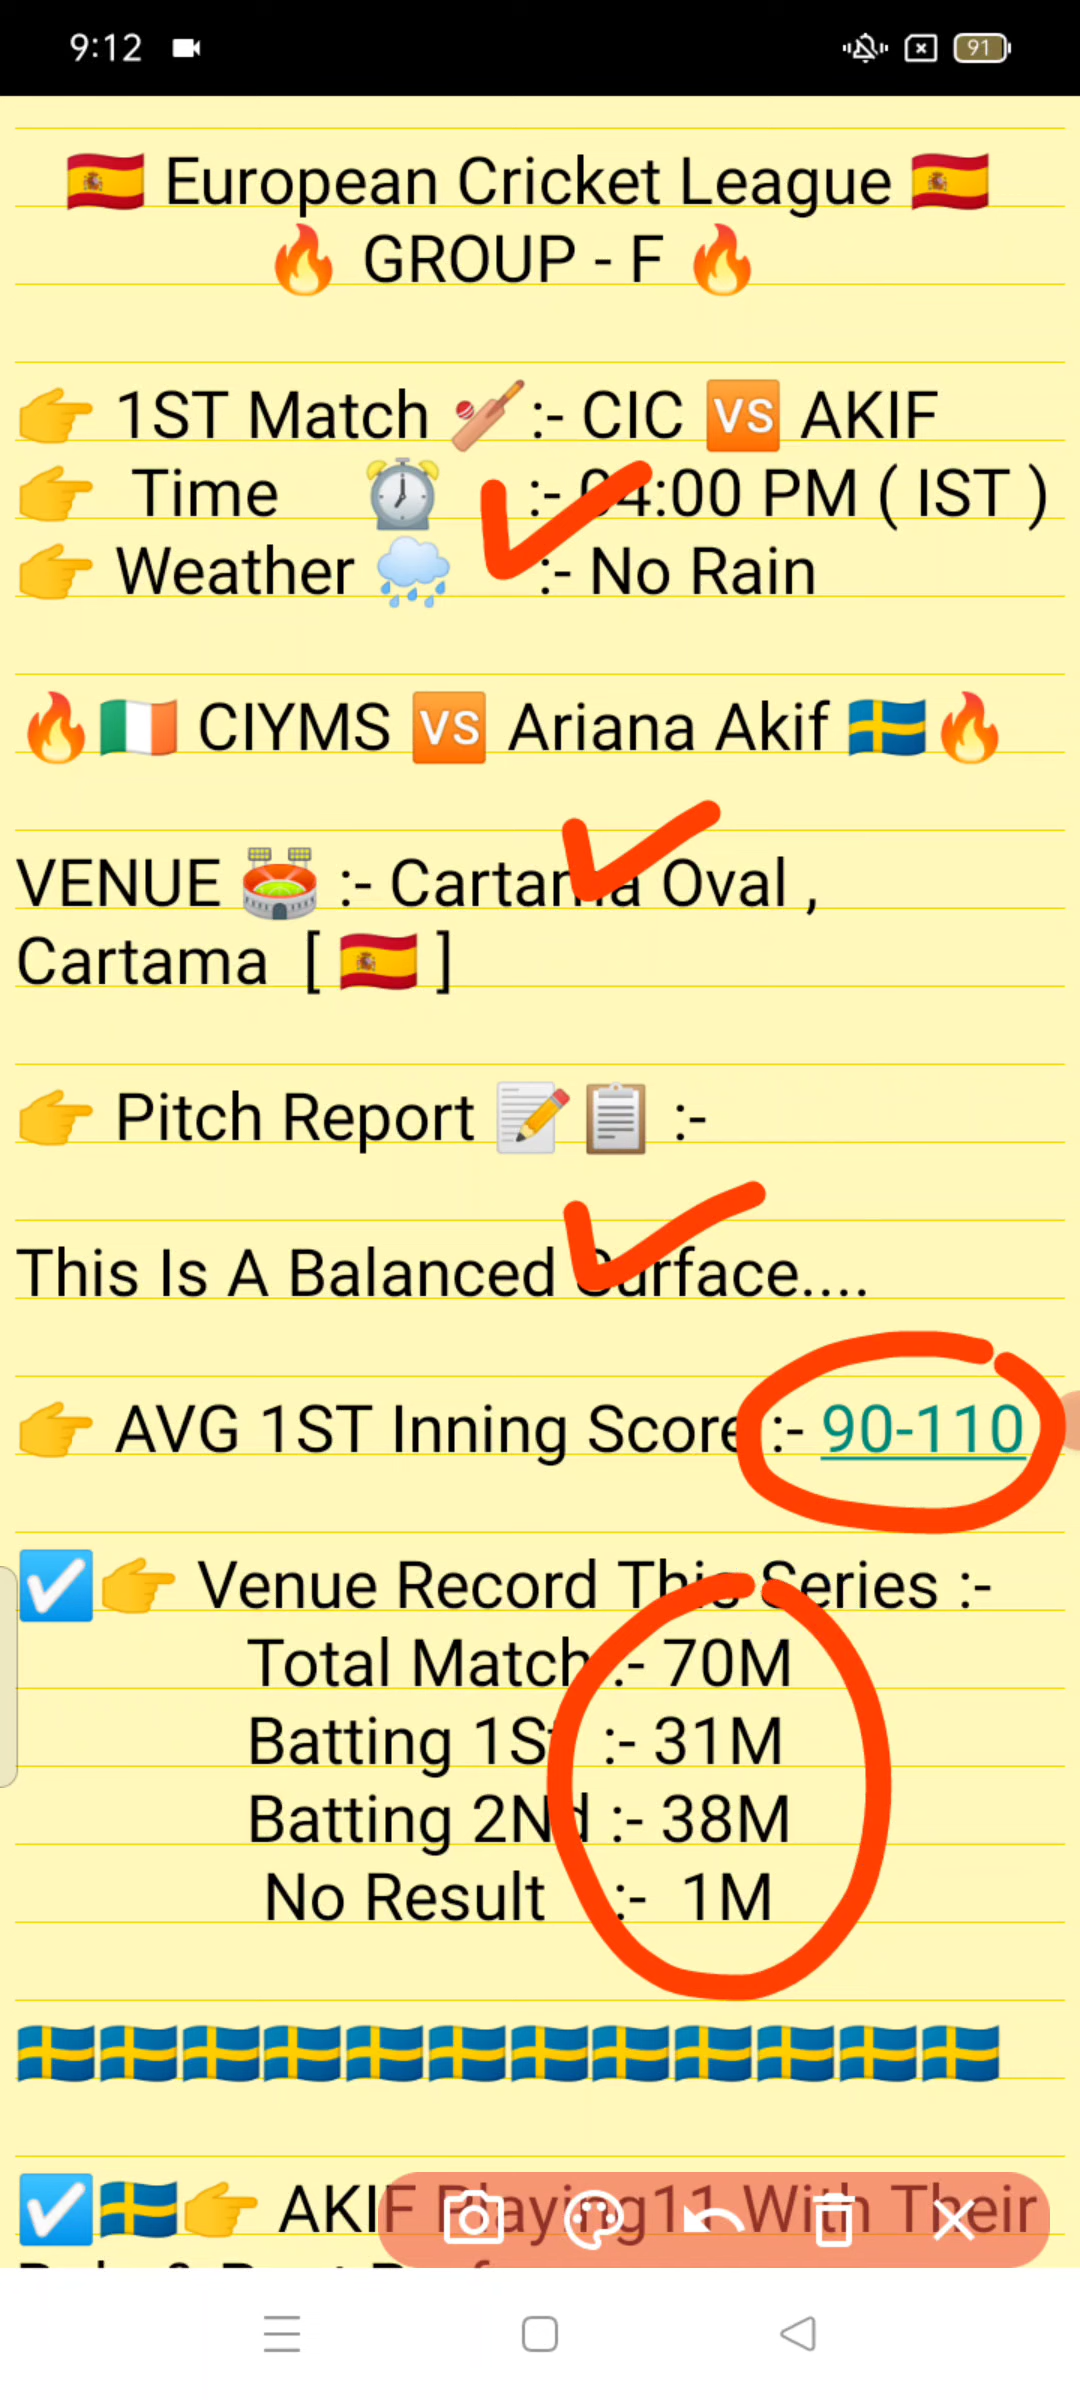 9:12
91
European Cricket League
GROUP - F
1ST Match :- CIC VS AKIF
Time :- 04:00 PM ( IST )
Weather :- No Rain
CIYMS VS Ariana Akif
VENUE :- Cartama Oval ,
Cartama [ ]
Pitch Report :-
This Is A Balanced Surface....
AVG 1ST Inning Score :- 90-110
Venue Record This Series :-
Total Match :- 70M
Batting 1St :- 31M
Batting 2Nd :- 38M
No Result :- 1M
AKIF Playing11 With Their